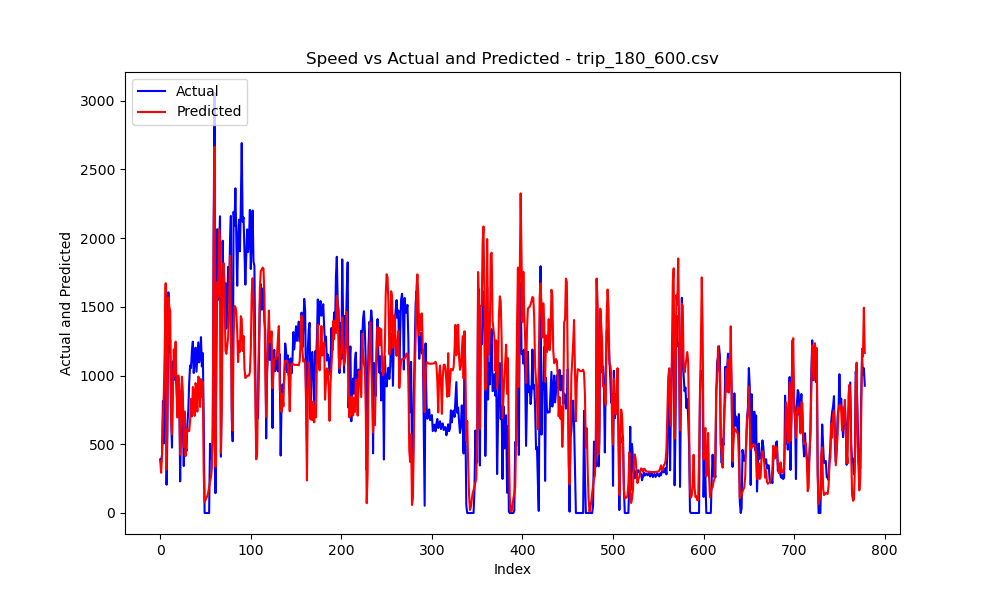 Speed vs Actual and Predicted - trip_180_600.csv
Actual
Predicted
Actual and Predicted
3000
2500
2000
1500
1000
500
0
0 100 200 300 400 500 600 700 800
Index